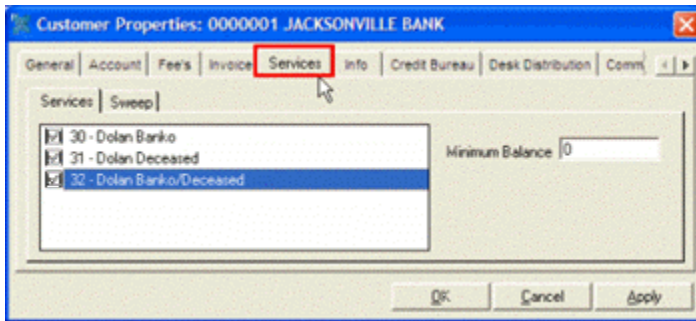 Customer Properties: 0000001 JACKSONVILLE BANK
General Account Fee's Invoice Services Info Credit Bureau Desk Distribution Comm
Services Sweep
30 - Dolan Banko
31 - Dolan Deceased
32 - Dolan Banko/Deceased
Minimum Balance 0
OK Cancel Apply